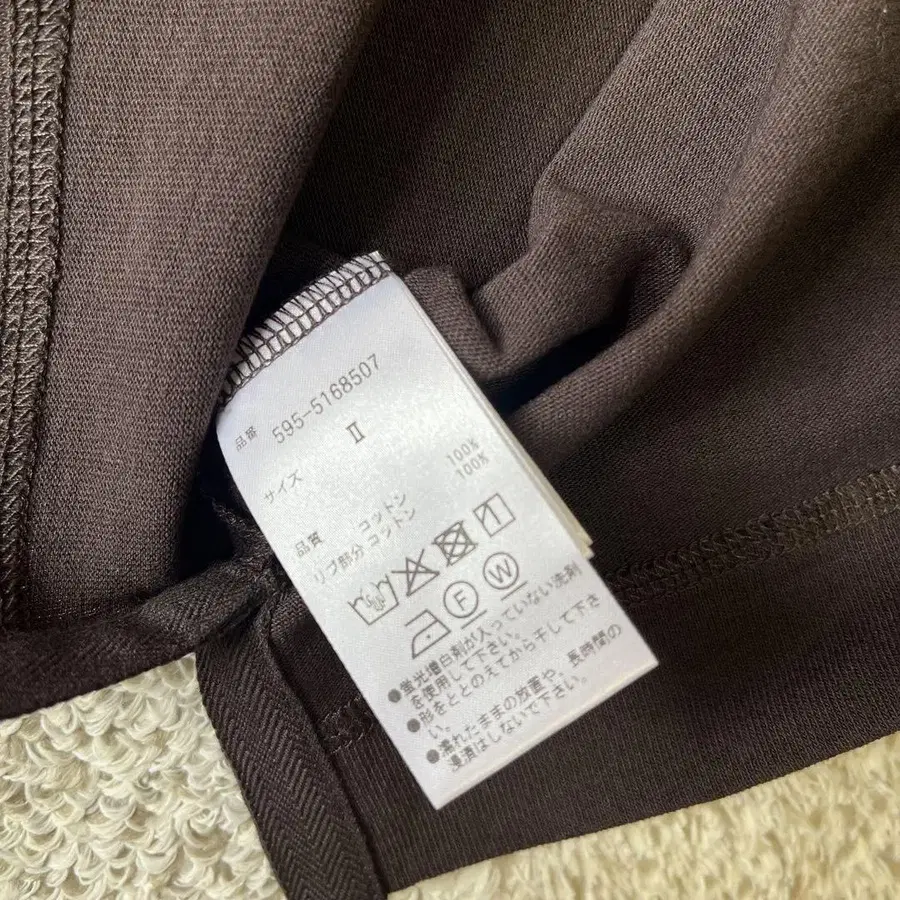 品番 595-5168507
サイズ Ⅱ
品質 コットン 100%
リブ部分 コットン 100%
F W
●蛍光増白剤が入っていない洗剤
を使用して下さい。
●形をととのえてから干して下さ
い。
●濡れたままの放置や、長時間の
浸漬はしないで下さい。